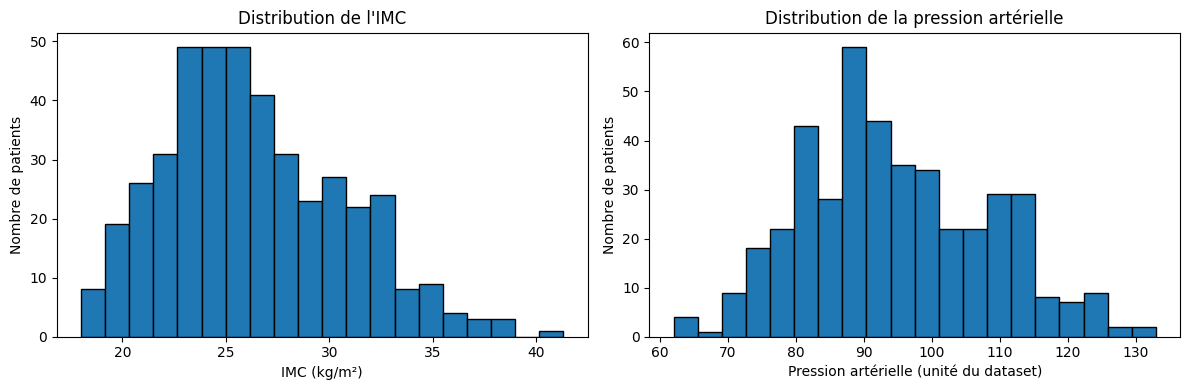 Distribution de l'IMC
50
40
30
20
10
0
Nombre de patients
20 25 30 35 40
IMC (kg/m²)
Distribution de la pression artérielle
60
50
40
30
20
10
0
Nombre de patients
60 70 80 90 100 110 120 130
Pression artérielle (unité du dataset)